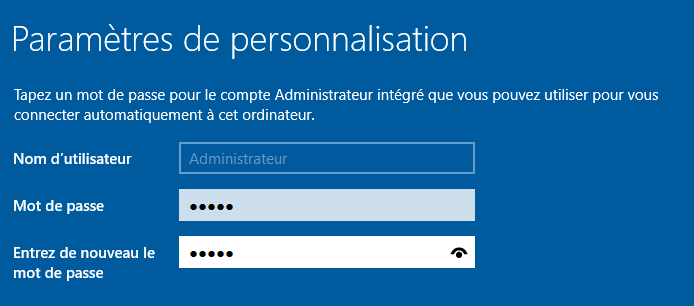 Paramètres de personnalisation
Tapez un mot de passe pour le compte Administrateur intégré que vous pouvez utiliser pour vous
connecter automatiquement à cet ordinateur.
Nom d'utilisateur
Administrateur
Mot de passe
•••••
Entrez de nouveau le
mot de passe
•••••